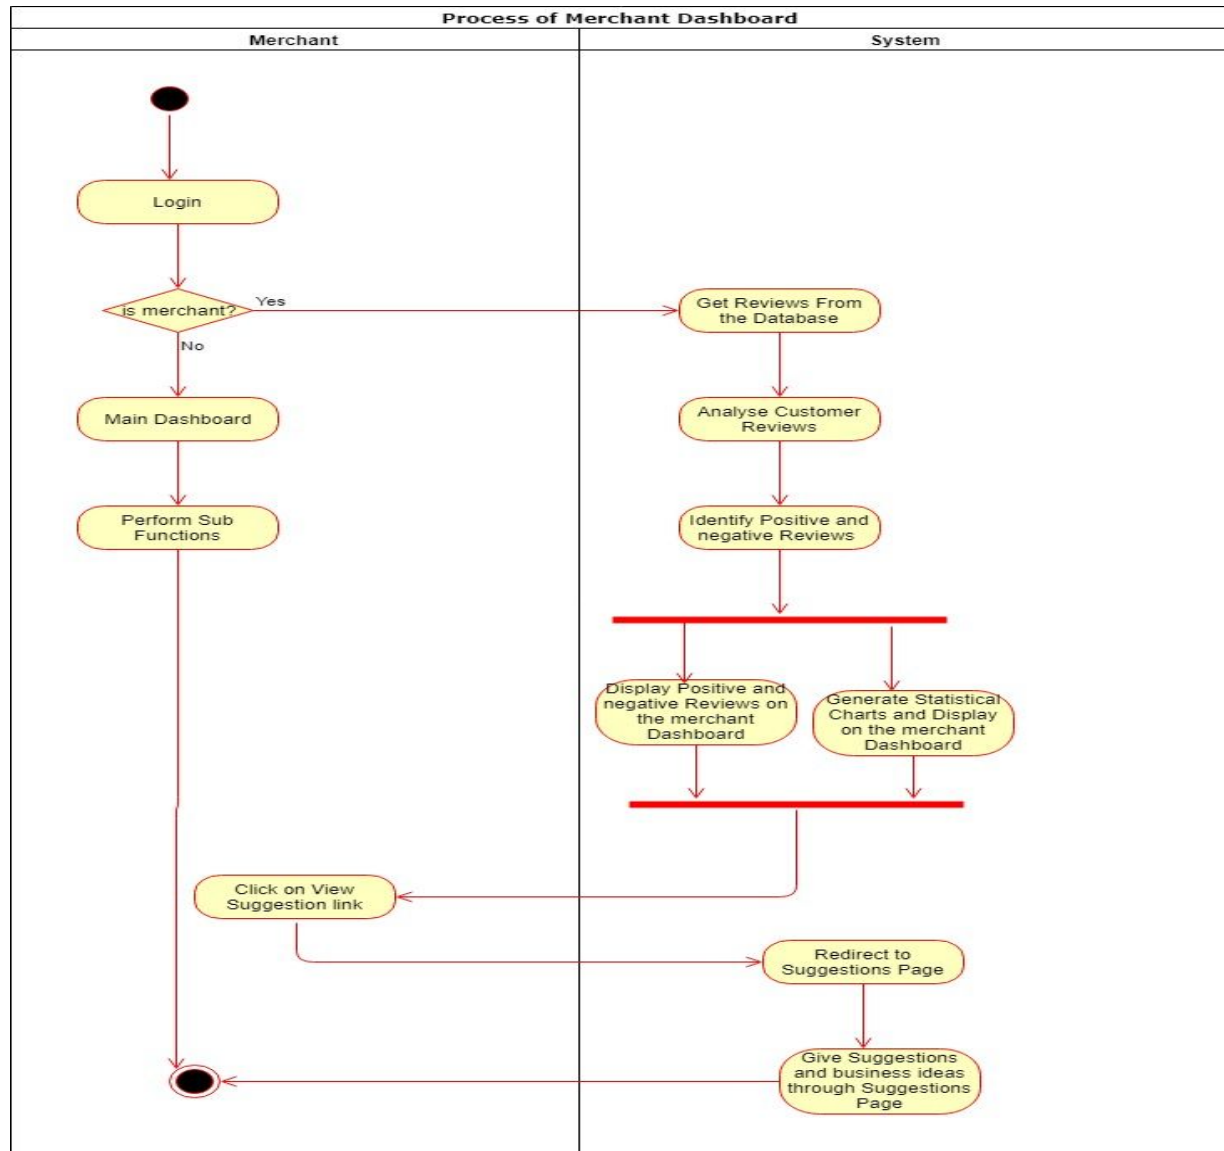 Process of Merchant Dashboard
Merchant
System
Login
is merchant?
Yes
No
Get Reviews From
the Database
Main Dashboard
Analyse Customer
Reviews
Perform Sub
Functions
Identify Positive and
negative Reviews
Display Positive and
negative Reviews on
the merchant
Dashboard
Generate Statistical
Charts and Display
on the merchant
Dashboard
Click on View
Suggestion link
Redirect to
Suggestions Page
Give Suggestions
and business ideas
through Suggestions
Page